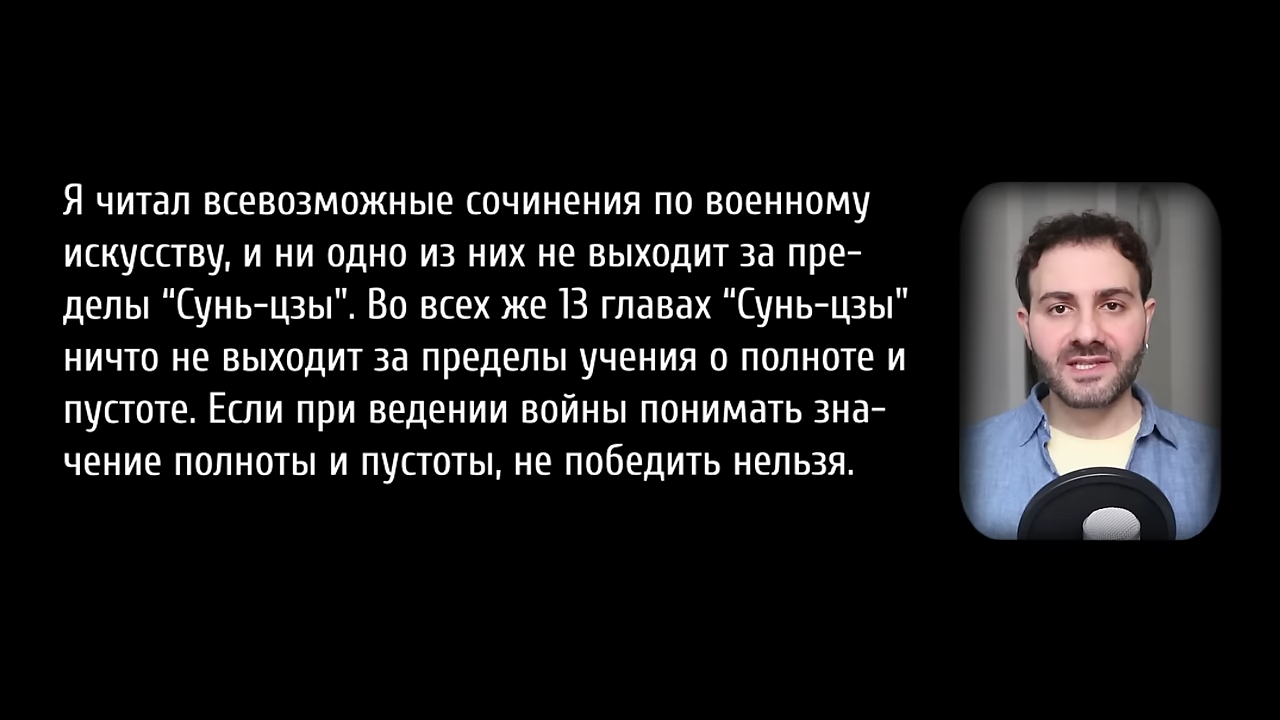 Я читал всевозможные сочинения по военному
искусству, и ни одно из них не выходит за пре-
делы “Сунь-цзы". Во всех же 13 главах “Сунь-цзы"
ничто не выходит за пределы учения о полноте и
пустоте. Если при ведении войны понимать зна-
чение полноты и пустоты, не победить нельзя.